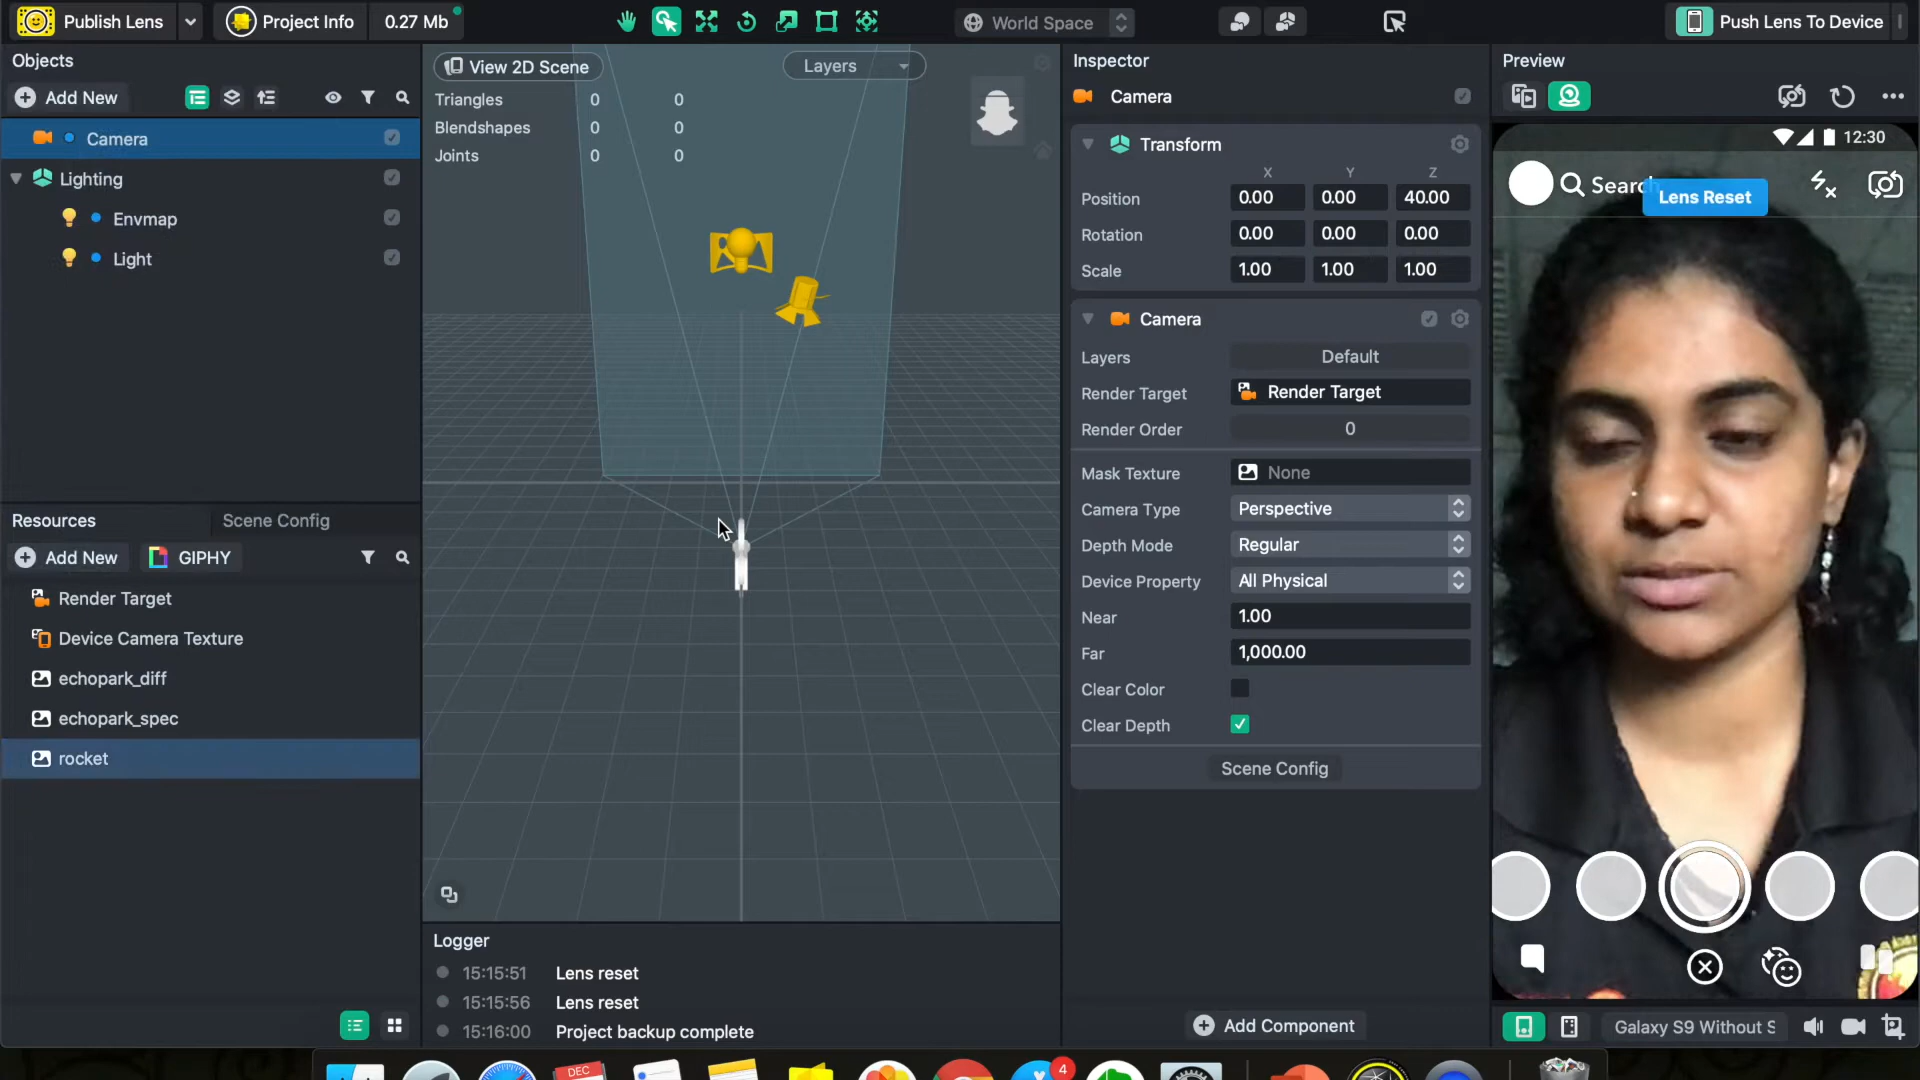 Publish Lens
Project Info
0.27 Mb
World Space
Push Lens To Device
Objects
Add New
Camera
Lighting
Envmap
Light
Resources
Scene Config
Add New
GIPHY
Render Target
Device Camera Texture
echopark_diff
echopark_spec
rocket
View 2D Scene
Layers
Triangles 0 0
Blendshapes 0 0
Joints 0 0
Logger
15:15:51 Lens reset
15:15:56 Lens reset
15:16:00 Project backup complete
Inspector
Camera
Transform
X Y Z
Position 0.00 0.00 40.00
Rotation 0.00 0.00 0.00
Scale 1.00 1.00 1.00
Camera
Layers Default
Render Target Render Target
Render Order 0
Mask Texture None
Camera Type Perspective
Depth Mode Regular
Device Property All Physical
Near 1.00
Far 1,000.00
Clear Color
Clear Depth
Scene Config
Add Component
Preview
12:30
Search
Lens Reset
Galaxy S9 Without S
DEC
4